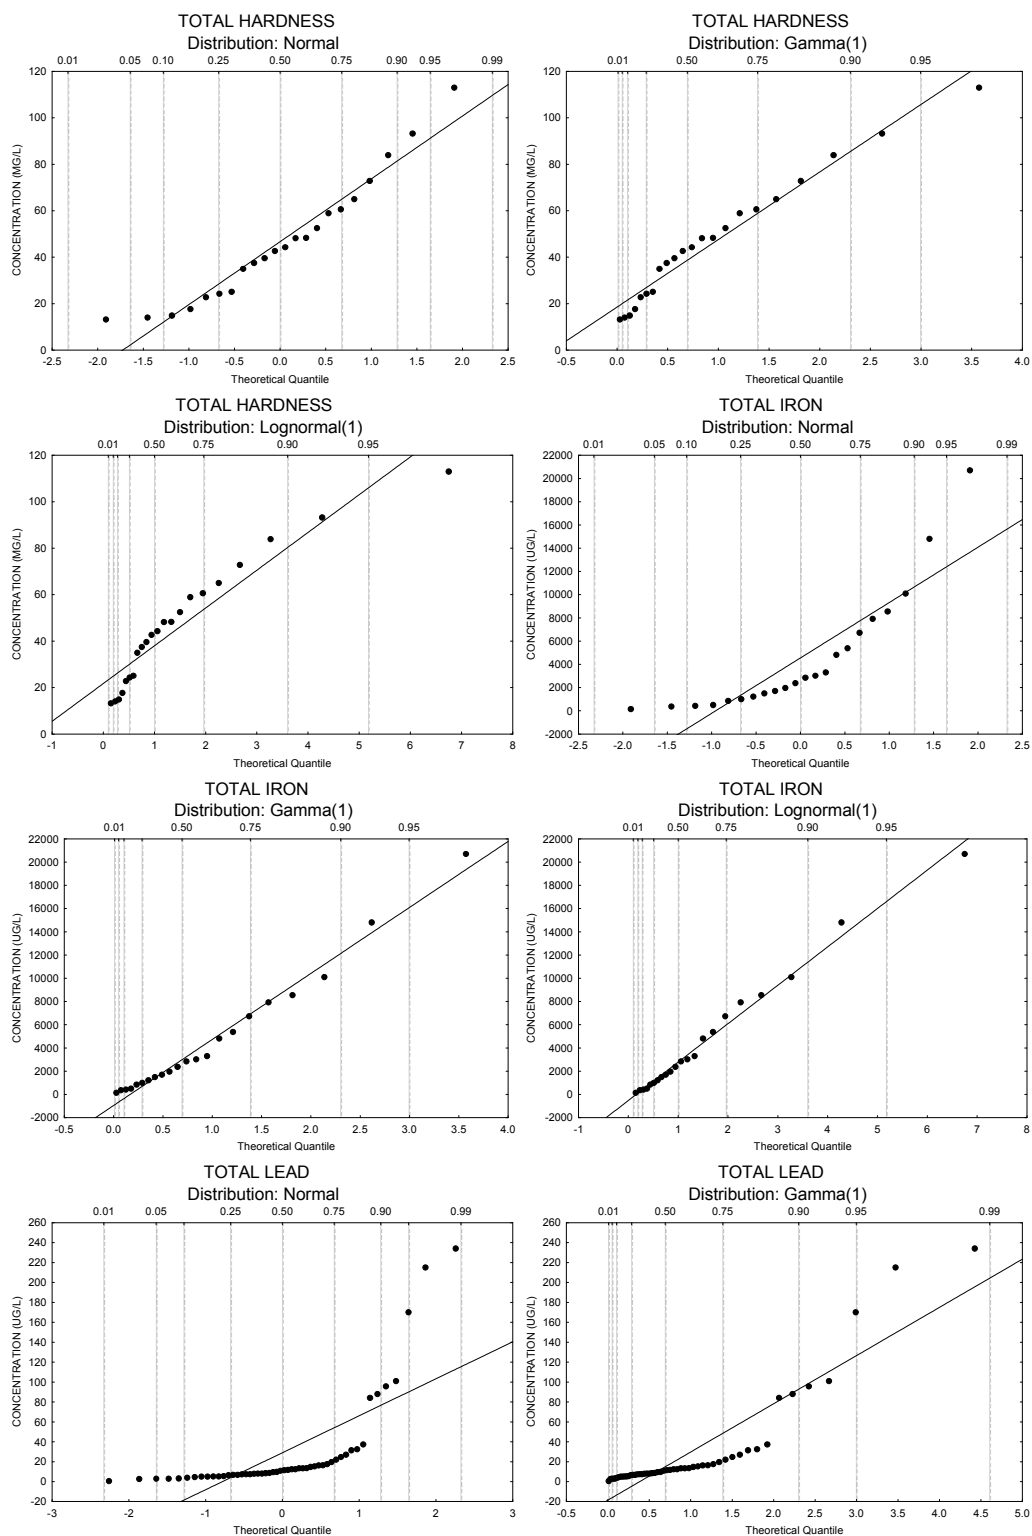 TOTAL HARDNESS
Distribution: Normal
0.01 0.05 0.10 0.25 0.50 0.75 0.90 0.95 0.99
120
100
80
60
40
20
0
CONCENTRATION (MG/L)
-2.5 -2.0 -1.5 -1.0 -0.5 0.0 0.5 1.0 1.5 2.0 2.5
Theoretical Quantile
TOTAL HARDNESS
Distribution: Gamma(1)
0.01 0.50 0.75 0.90 0.95
120
100
80
60
40
20
0
CONCENTRATION (MG/L)
-0.5 0.0 0.5 1.0 1.5 2.0 2.5 3.0 3.5 4.0
Theoretical Quantile
TOTAL HARDNESS
Distribution: Lognormal(1)
0.01 0.50 0.75 0.90 0.95
120
100
80
60
40
20
0
CONCENTRATION (MG/L)
-1 0 1 2 3 4 5 6 7 8
Theoretical Quantile
TOTAL IRON
Distribution: Normal
0.01 0.05 0.10 0.25 0.50 0.75 0.90 0.95 0.99
22000
20000
18000
16000
14000
12000
10000
8000
6000
4000
2000
0
-2000
CONCENTRATION (UG/L)
-2.5 -2.0 -1.5 -1.0 -0.5 0.0 0.5 1.0 1.5 2.0 2.5
Theoretical Quantile
TOTAL IRON
Distribution: Gamma(1)
0.01 0.50 0.75 0.90 0.95
22000
20000
18000
16000
14000
12000
10000
8000
6000
4000
2000
0
-2000
CONCENTRATION (UG/L)
-0.5 0.0 0.5 1.0 1.5 2.0 2.5 3.0 3.5 4.0
Theoretical Quantile
TOTAL IRON
Distribution: Lognormal(1)
0.01 0.50 0.75 0.90 0.95
22000
20000
18000
16000
14000
12000
10000
8000
6000
4000
2000
0
-2000
CONCENTRATION (UG/L)
-1 0 1 2 3 4 5 6 7 8
Theoretical Quantile
TOTAL LEAD
Distribution: Normal
0.01 0.05 0.10 0.25 0.50 0.75 0.90 0.95 0.99
260
240
220
200
180
160
140
120
100
80
60
40
20
0
-20
CONCENTRATION (UG/L)
-3 -2 -1 0 1 2 3
Theoretical Quantile
TOTAL LEAD
Distribution: Gamma(1)
0.01 0.50 0.75 0.90 0.95 0.99
260
240
220
200
180
160
140
120
100
80
60
40
20
0
-20
CONCENTRATION (UG/L)
-0.5 0.0 0.5 1.0 1.5 2.0 2.5 3.0 3.5 4.0 4.5 5.0
Theoretical Quantile